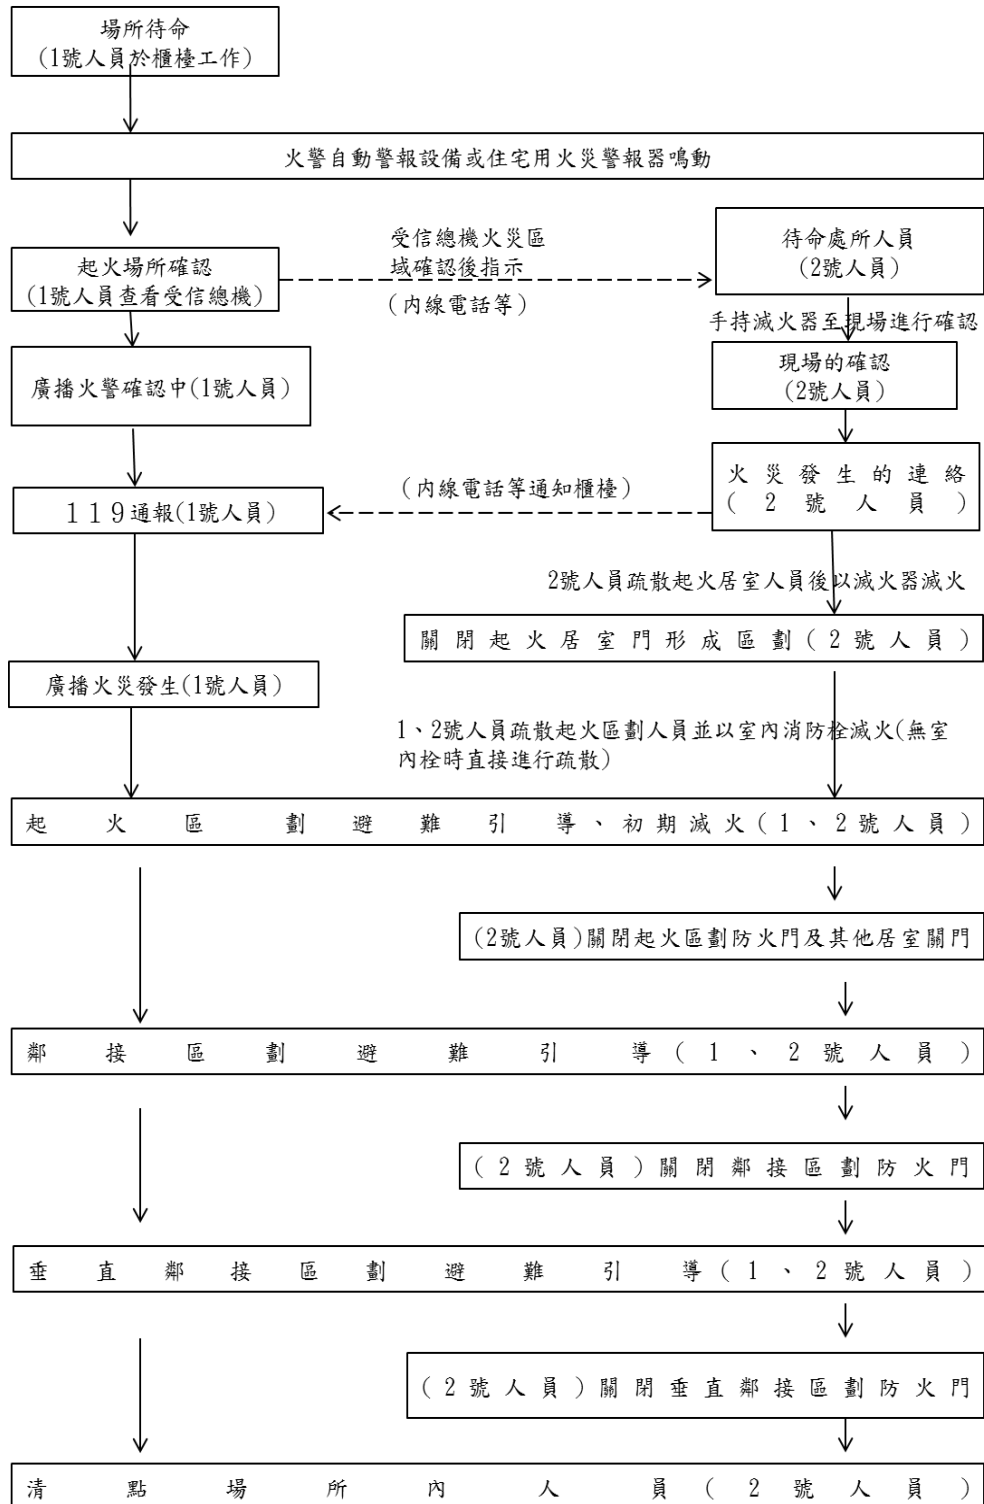 場所待命
(1號人員於櫃檯工作)
火警自動警報設備或住宅用火災警報器鳴動
起火場所確認
(1號人員查看受信總機)
受信總機火災區
域確認後指示
(內線電話等)
待命處所人員
(2號人員)
手持滅火器至現場進行確認
廣播火警確認中(1號人員)
現場的確認
(2號人員)
119通報(1號人員)
(內線電話等通知櫃檯)
火災發生的連絡
(2號人員)
2號人員疏散起火居室人員後以滅火器滅火
關閉起火居室門形成區劃(2號人員)
廣播火災發生(1號人員)
1、2號人員疏散起火區劃人員並以室內消防栓滅火(無室
內栓時直接進行疏散)
起火區劃避難引導、初期滅火(1、2號人員)
(2號人員)關閉起火區劃防火門及其他居室關門
鄰接區劃避難引導(1、2號人員)
(2號人員)關閉鄰接區劃防火門
垂直鄰接區劃避難引導(1、2號人員)
(2號人員)關閉垂直鄰接區劃防火門
清點場所內人員(2號人員)